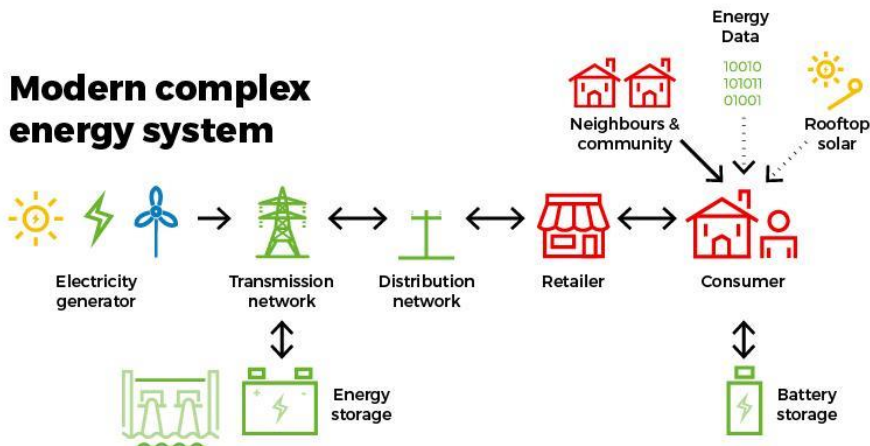 Modern complex
energy system
Energy
Data
10010
101011
01001
Neighbours &
community
Rooftop
solar
Electricity
generator
Transmission
network
Distribution
network
Retailer
Consumer
+ -
Energy
storage
Battery
storage